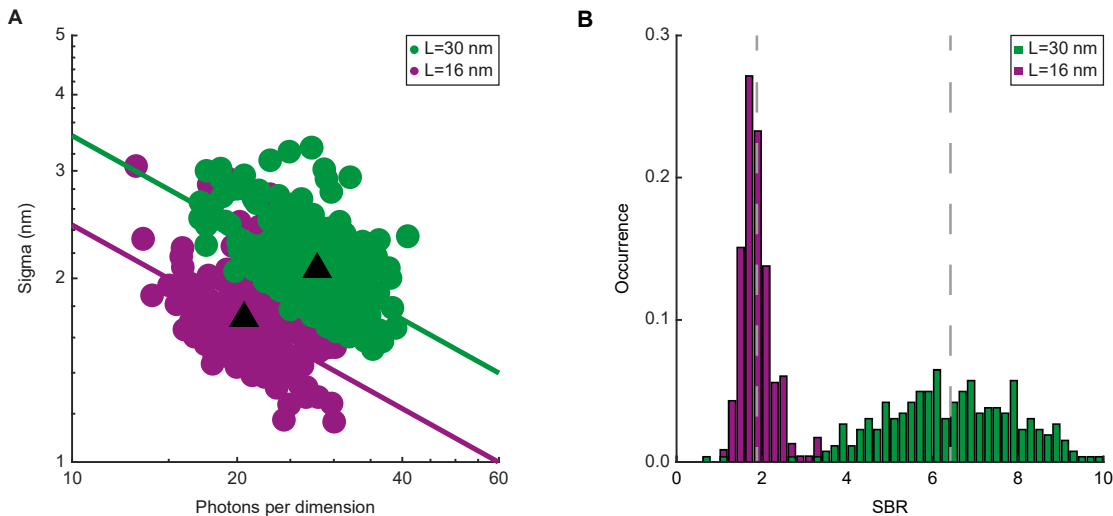 A
L=30 nm
L=16 nm
5
4
3
2
1
Sigma (nm)
10
20
40
60
Photons per dimension
B
L=30 nm
L=16 nm
0.3
0.2
0.1
0.0
Occurrence
0
2
4
6
8
10
SBR